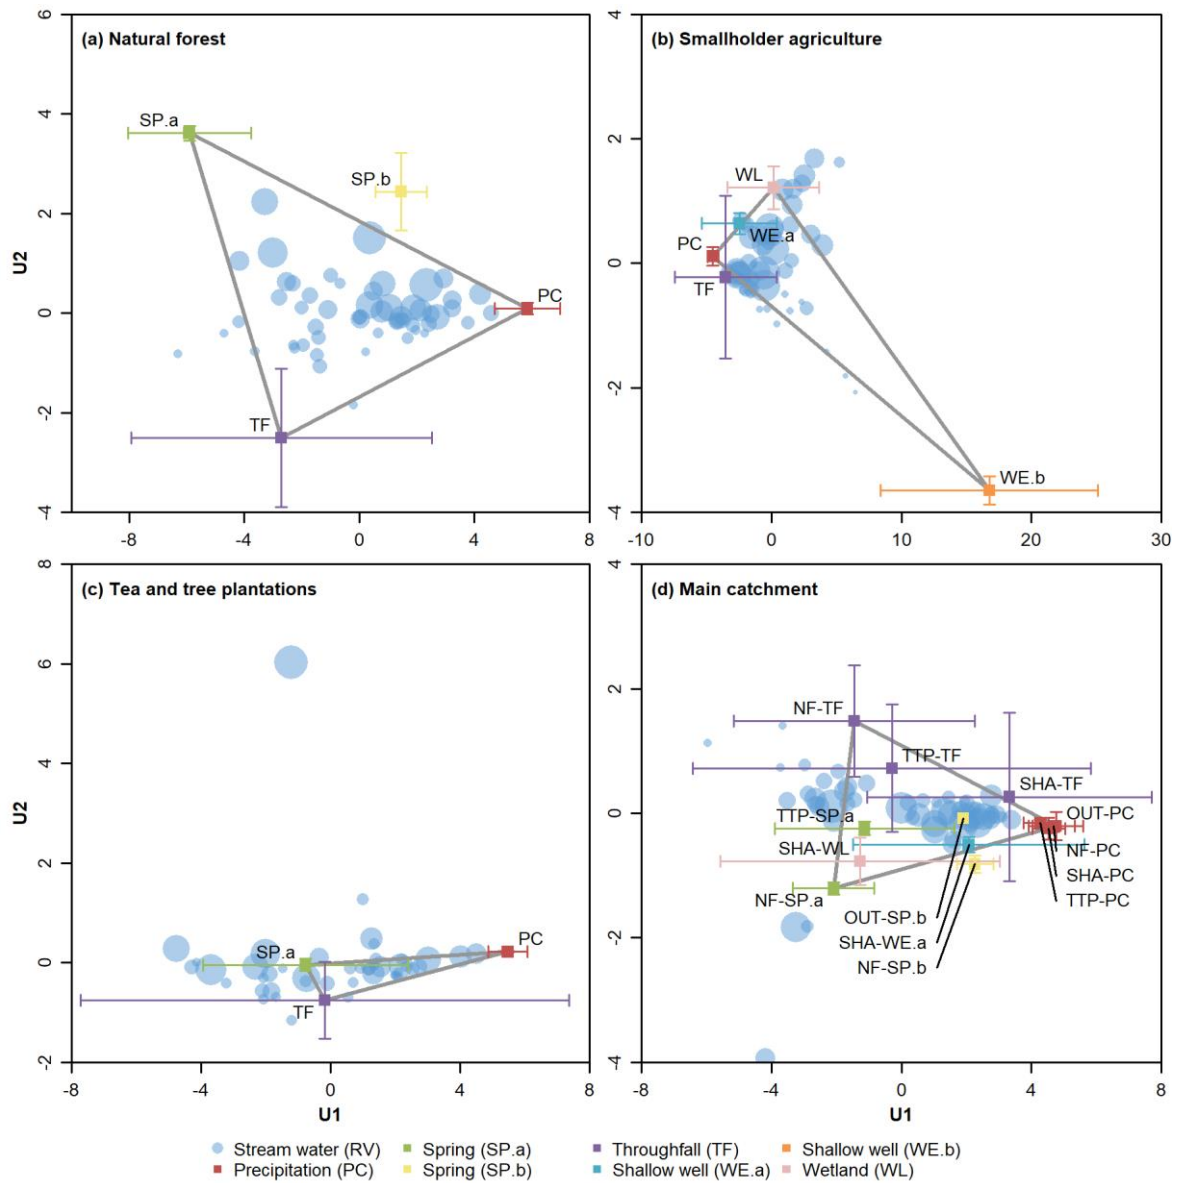 (a) Natural forest
6
4
2
0
-2
-4
U2
SP.a
SP.b
PC
TF
-8
-4
0
4
8
(b) Smallholder agriculture
4
2
0
-2
-4
WL
WE.a
PC
TF
WE.b
-10
0
10
20
30
(c) Tea and tree plantations
8
6
4
2
0
-2
U2
SP.a
PC
TF
-8
-4
0
4
8
U1
(d) Main catchment
4
2
0
-2
-4
NF-TF
TTP-TF
SHA-TF
TTP-SP.a
OUT-PC
SHA-WL
NF-PC
SHA-PC
NF-SP.a
TTP-PC
OUT-SP.b
SHA-WE.a
NF-SP.b
-8
-4
0
4
8
U1
Stream water (RV) Spring (SP.a) Throughfall (TF) Shallow well (WE.b)
Precipitation (PC) Spring (SP.b) Shallow well (WE.a) Wetland (WL)